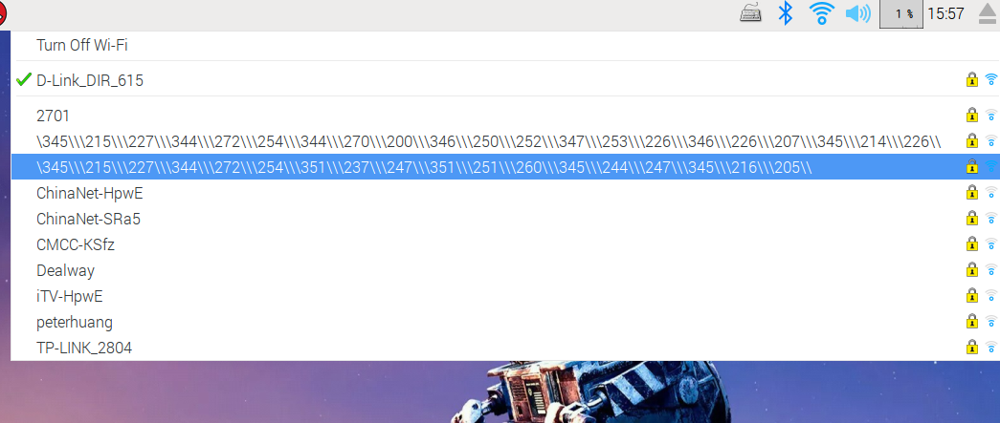 1 %
15:57
Turn Off Wi-Fi
D-Link_DIR_615
2701
\345\\\215\\\227\\\344\\\272\\\254\\\344\\\270\\\200\\\346\\\250\\\252\\\347\\\253\\\226\\\346\\\226\\\207\\\345\\\214\\\226\\
\345\\\215\\\227\\\344\\\272\\\254\\\351\\\237\\\247\\\351\\\251\\\260\\\345\\\244\\\247\\\345\\\216\\\205\\
ChinaNet-HpwE
ChinaNet-SRa5
CMCC-KSfz
Dealway
iTV-HpwE
peterhuang
TP-LINK_2804